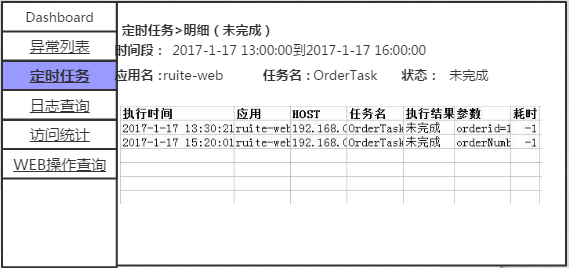 Dashboard
异常列表
定时任务
日志查询
访问统计
WEB操作查询
定时任务>明细（未完成）
时间段： 2017-1-17 13:00:00到2017-1-17 16:00:00
应用名：ruite-web 任务名：OrderTask 状态： 未完成
执行时间 应用 HOST 任务名 执行结果 参数 耗时
2017-1-17 13:30:21 ruite-web 192.168.0 OrderTask 未完成 orderid=1 -1
2017-1-17 15:20:01 ruite-web 192.168.0 OrderTask 未完成 orderNumb -1